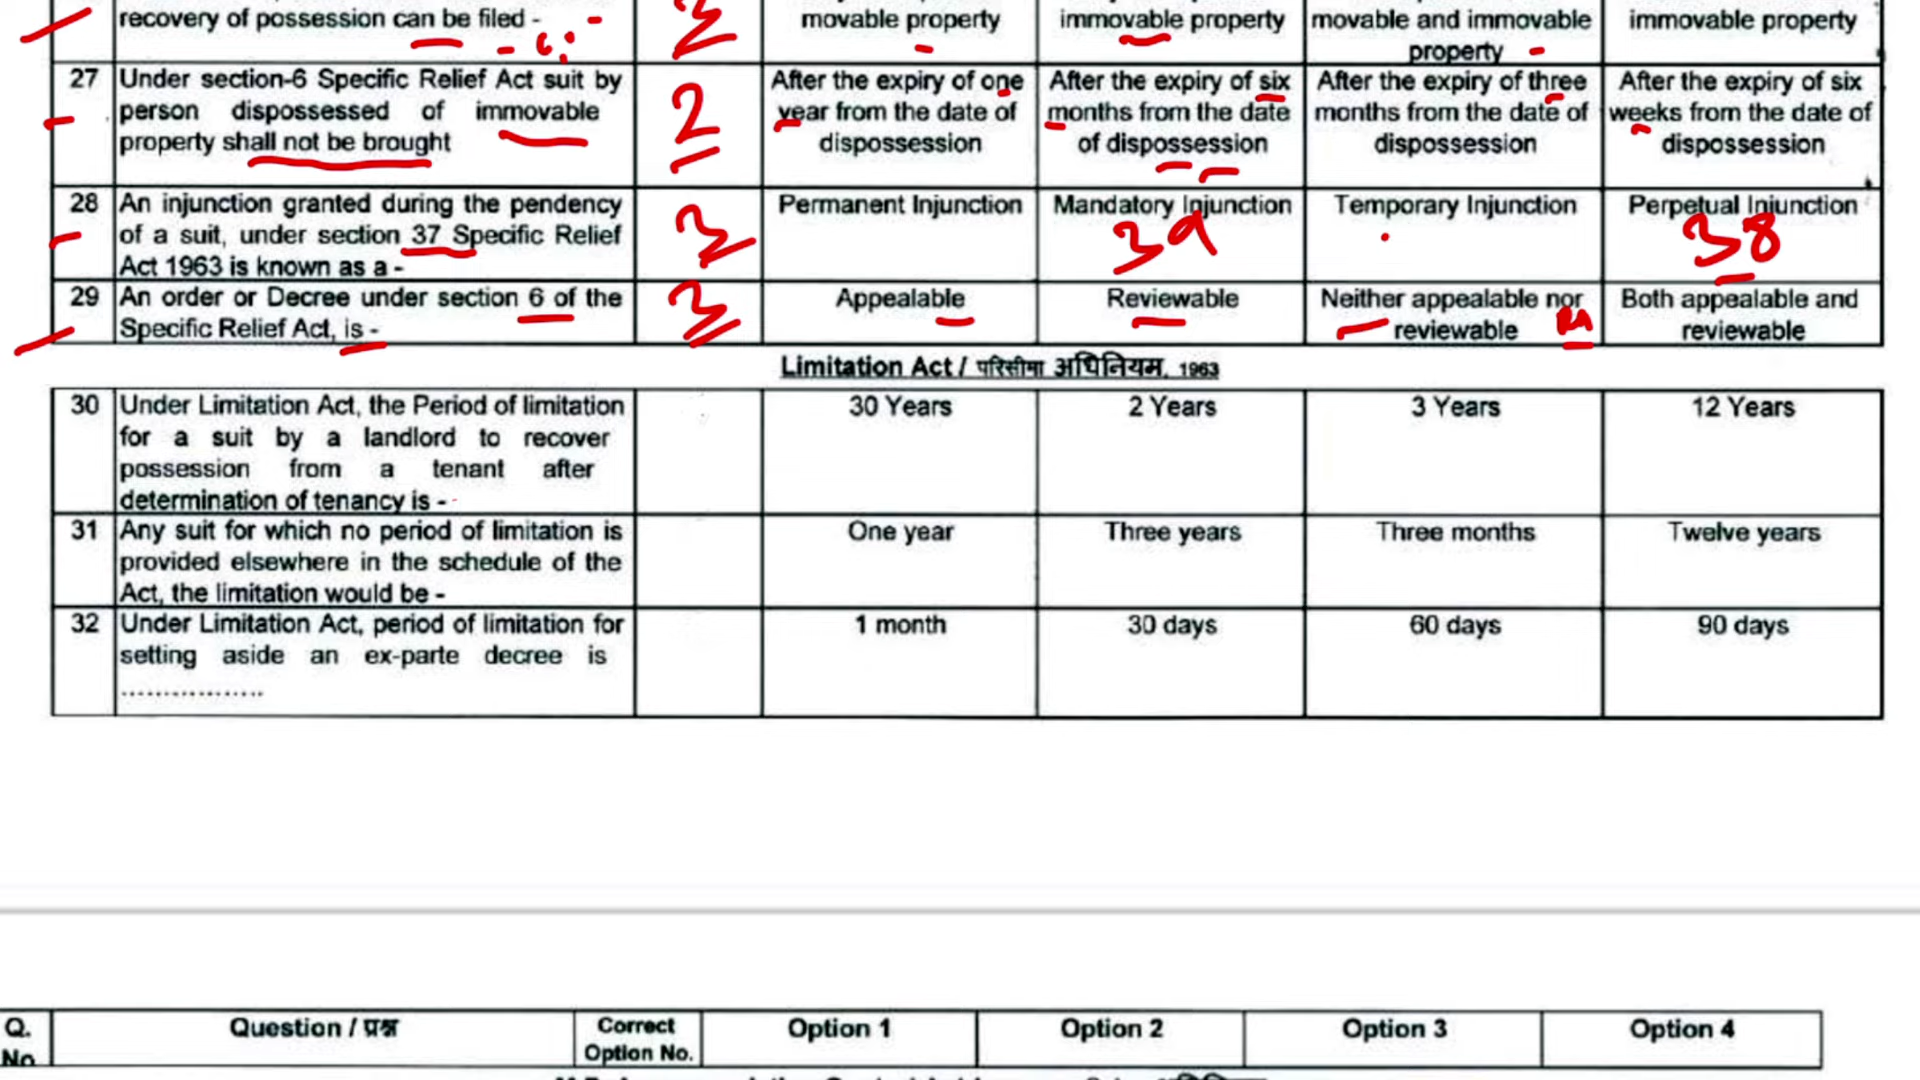 recovery of possession can be filed -
3
movable property
immovable property
movable and immovable property
immovable property
27
Under section-6 Specific Relief Act suit by
person dispossessed of immovable
property shall not be brought
2
After the expiry of one
year from the date of
dispossession
After the expiry of six
months from the date
of dispossession
After the expiry of three
months from the date of
dispossession
After the expiry of six
weeks from the date of
dispossession
28
An injunction granted during the pendency
of a suit, under section 37 Specific Relief
Act 1963 is known as a -
3
Permanent Injunction
Mandatory Injunction
39
Temporary Injunction
Perpetual Injunction
38
29
An order or Decree under section 6 of the
Specific Relief Act, is -
3
Appealable
Reviewable
Neither appealable nor
reviewable
Both appealable and
reviewable
Limitation Act / परिसीमा अधिनियम, 1963
30
Under Limitation Act, the Period of limitation
for a suit by a landlord to recover
possession from a tenant after
determination of tenancy is -
30 Years
2 Years
3 Years
12 Years
31
Any suit for which no period of limitation is
provided elsewhere in the schedule of the
Act, the limitation would be -
One year
Three years
Three months
Twelve years
32
Under Limitation Act, period of limitation for
setting aside an ex-parte decree is
..................
1 month
30 days
60 days
90 days
Q.
No
Question / प्रश्न
Correct
Option No.
Option 1
Option 2
Option 3
Option 4